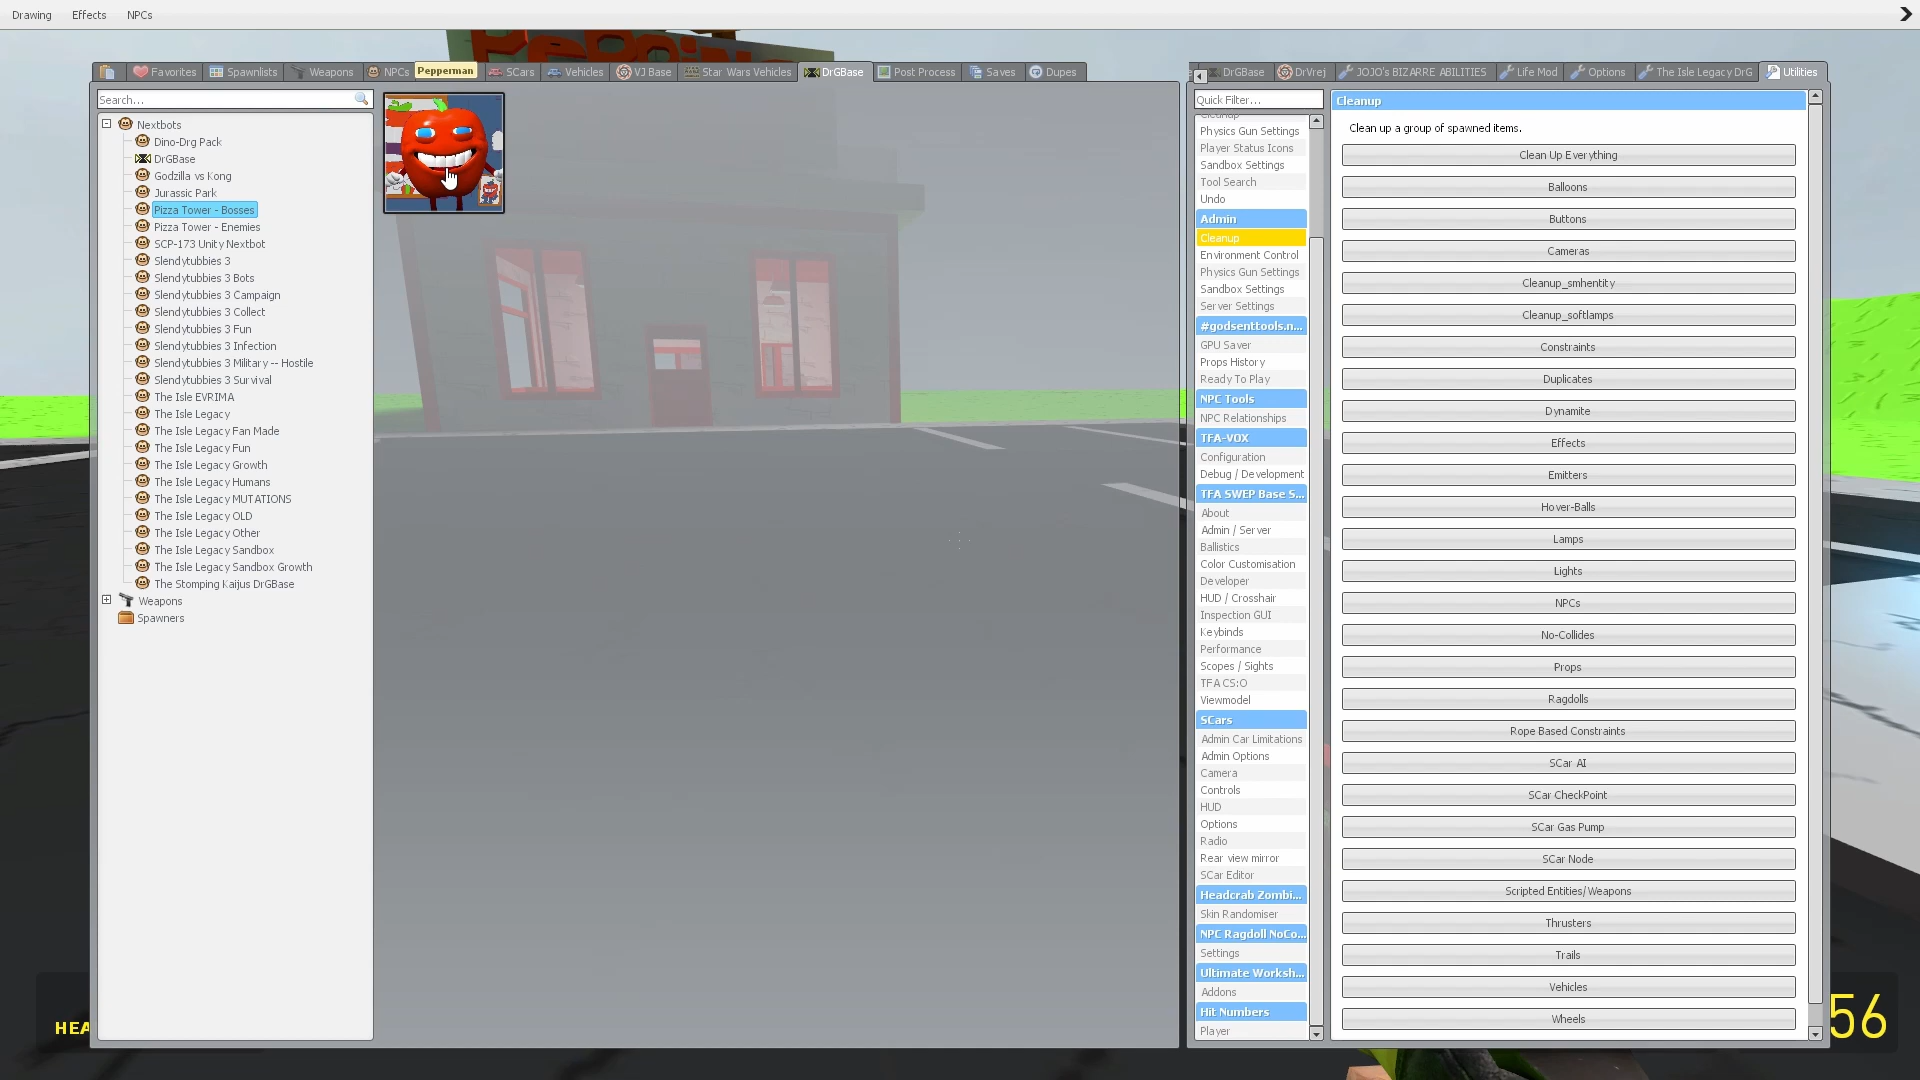 Drawing Effects NPCs
Favorites Spawnlists Weapons NPCs Pepperman SCars Vehicles VJ Base Star Wars Vehicles DrGBase Post Process Saves Dupes
Search...
Nextbots
Dino-Drg Pack
DrGBase
Godzilla vs Kong
Jurassic Park
Pizza Tower - Bosses
Pizza Tower - Enemies
SCP-173 Unity Nextbot
Slendytubbies 3
Slendytubbies 3 Bots
Slendytubbies 3 Campaign
Slendytubbies 3 Collect
Slendytubbies 3 Fun
Slendytubbies 3 Infection
Slendytubbies 3 Military -- Hostile
Slendytubbies 3 Survival
The Isle EVRIMA
The Isle Legacy
The Isle Legacy Fan Made
The Isle Legacy Fun
The Isle Legacy Growth
The Isle Legacy Humans
The Isle Legacy MUTATIONS
The Isle Legacy OLD
The Isle Legacy Other
The Isle Legacy Sandbox
The Isle Legacy Sandbox Growth
The Stomping Kaijus DrGBase
Weapons
Spawners
HEA
DrGBase DrVrej JOJO's BIZARRE ABILITIES Life Mod Options The Isle Legacy DrG Utilities
Quick Filter...
Cleanup
Physics Gun Settings
Player Status Icons
Sandbox Settings
Tool Search
Undo
Admin
Cleanup
Environment Control
Physics Gun Settings
Sandbox Settings
Server Settings
#godsenttools.n...
GPU Saver
Props History
Ready To Play
NPC Tools
NPC Relationships
TFA-VOX
Configuration
Debug / Development
TFA SWEP Base S...
About
Admin / Server
Ballistics
Color Customisation
Developer
HUD / Crosshair
Inspection GUI
Keybinds
Performance
Scopes / Sights
TFA CS:O
Viewmodel
SCars
Admin Car Limitations
Admin Options
Camera
Controls
HUD
Options
Radio
Rear view mirror
SCar Editor
Headcrab Zombi...
Skin Randomiser
NPC Ragdoll NoCo...
Settings
Ultimate Worksh...
Addons
Hit Numbers
Player
Cleanup
Clean up a group of spawned items.
Clean Up Everything
Balloons
Buttons
Cameras
Cleanup_smhentity
Cleanup_softlamps
Constraints
Duplicates
Dynamite
Effects
Emitters
Hover-Balls
Lamps
Lights
NPCs
No-Collides
Props
Ragdolls
Rope Based Constraints
SCar AI
SCar CheckPoint
SCar Gas Pump
SCar Node
Scripted Entities/Weapons
Thrusters
Trails
Vehicles
Wheels
56